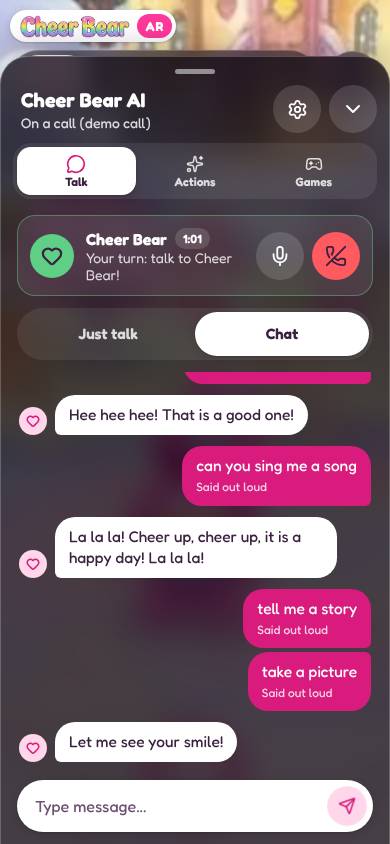 Cheer Bear AR
Cheer Bear AI
On a call (demo call)
Talk
Actions
Games
Cheer Bear 1:01
Your turn: talk to Cheer
Bear!
Just talk
Chat
Hee hee hee! That is a good one!
can you sing me a song
Said out loud
La la la! Cheer up, cheer up, it is a
happy day! La la la!
tell me a story
Said out loud
take a picture
Said out loud
Let me see your smile!
Type message...